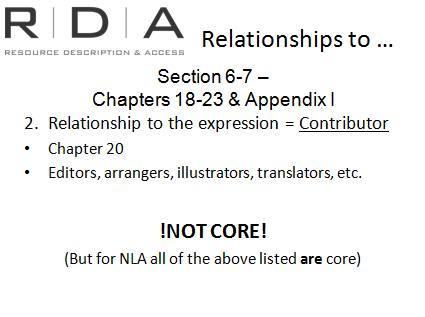 R|D|A
RESOURCE DESCRIPTION & ACCESS
Relationships to ...
Section 6-7 –
Chapters 18-23 & Appendix I
2. Relationship to the expression = Contributor
• Chapter 20
• Editors, arrangers, illustrators, translators, etc.
!NOT CORE!
(But for NLA all of the above listed are core)